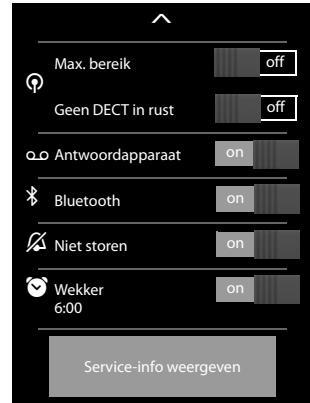 Max. bereik off
Geen DECT in rust off
Antwoordapparaat on
Bluetooth on
Niet storen on
Wekker on
6:00
Service-info weergeven